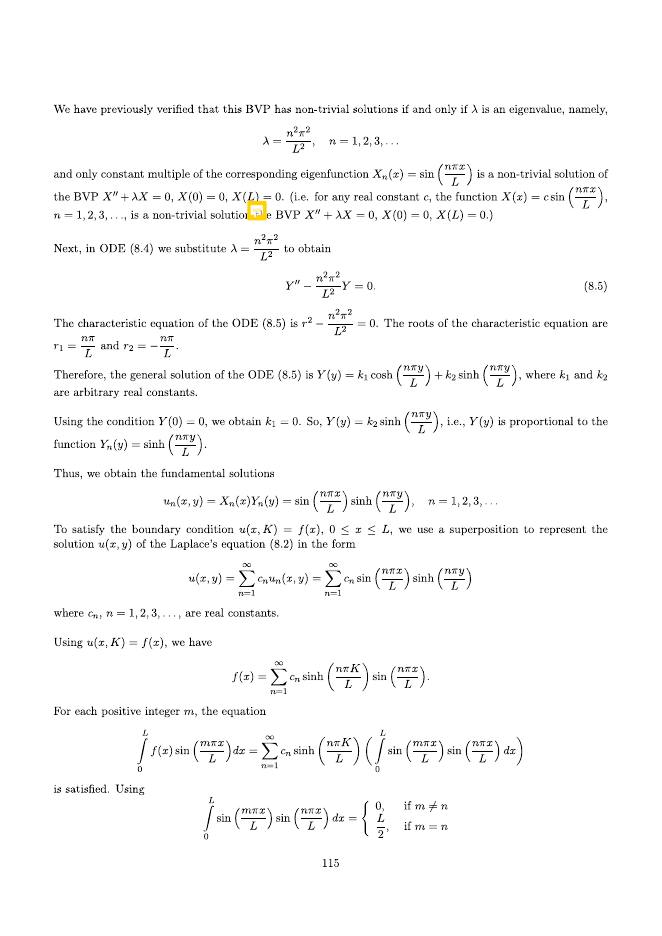 We have previously verified that this BVP has non-trivial solutions if and only if λ is an eigenvalue, namely,
λ = n²π²/L², n = 1, 2, 3, . . .
and only constant multiple of the corresponding eigenfunction Xₙ(x) = sin (nπx/L) is a non-trivial solution of
the BVP X″ + λX = 0, X(0) = 0, X(L) = 0. (i.e. for any real constant c, the function X(x) = c sin (nπx/L),
n = 1, 2, 3, . . ., is a non-trivial solution BVP X″ + λX = 0, X(0) = 0, X(L) = 0.)
Next, in ODE (8.4) we substitute λ = n²π²/L² to obtain
Y″ − n²π²/L² Y = 0. (8.5)
The characteristic equation of the ODE (8.5) is r² − n²π²/L² = 0. The roots of the characteristic equation are
r₁ = nπ/L and r₂ = −nπ/L.
Therefore, the general solution of the ODE (8.5) is Y(y) = k₁ cosh (nπy/L) + k₂ sinh (nπy/L), where k₁ and k₂
are arbitrary real constants.
Using the condition Y(0) = 0, we obtain k₁ = 0. So, Y(y) = k₂ sinh (nπy/L), i.e., Y(y) is proportional to the
function Yₙ(y) = sinh (nπy/L).
Thus, we obtain the fundamental solutions
uₙ(x, y) = Xₙ(x)Yₙ(y) = sin (nπx/L) sinh (nπy/L), n = 1, 2, 3, . . .
To satisfy the boundary condition u(x, K) = f(x), 0 ≤ x ≤ L, we use a superposition to represent the
solution u(x, y) of the Laplace's equation (8.2) in the form
u(x, y) = ∑_{n=1}^{∞} cₙuₙ(x, y) = ∑_{n=1}^{∞} cₙ sin (nπx/L) sinh (nπy/L)
where cₙ, n = 1, 2, 3, . . . , are real constants.
Using u(x, K) = f(x), we have
f(x) = ∑_{n=1}^{∞} cₙ sinh (nπK/L) sin (nπx/L).
For each positive integer m, the equation
∫_0^L f(x) sin (mπx/L) dx = ∑_{n=1}^{∞} cₙ sinh (nπK/L) (∫_0^L sin (mπx/L) sin (nπx/L) dx)
is satisfied. Using
∫_0^L sin (mπx/L) sin (nπx/L) dx = { 0, if m ≠ n
L/2, if m = n
115